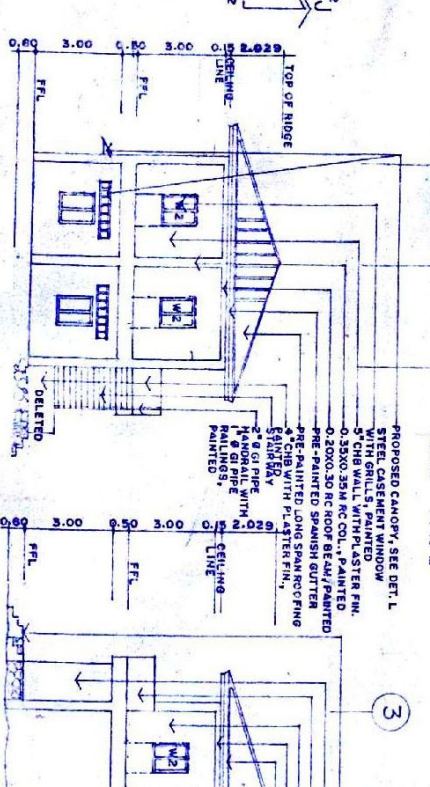 TOP OF RIDGE
2.029
0.15
CEILING
LINE
3.00
0.50
FFL
3.00
FFL
0.60
W2
W2
DELETED
PROPOSED CANOPY, SEE DET. L
STEEL CASEMENT WINDOW
WITH GRILLS, PAINTED
5" CHB WALL WITH PLASTER FIN.
0.35X0.35M RC COL., PAINTED
0.20X0.30 RC ROOF BEAM, PAINTED
PRE-PAINTED SPANISH GUTTER
PRE-PAINTED LONG SPAN ROOFING
4" CHB WITH PLASTER FIN.,
PAINTED
STAIRWAY
2" Ø GI PIPE
HANDRAIL WITH
1" Ø GI PIPE
RAILINGS,
PAINTED
3
2.029
0.15
CEILING
LINE
3.00
0.50
FFL
3.00
FFL
0.60
W2